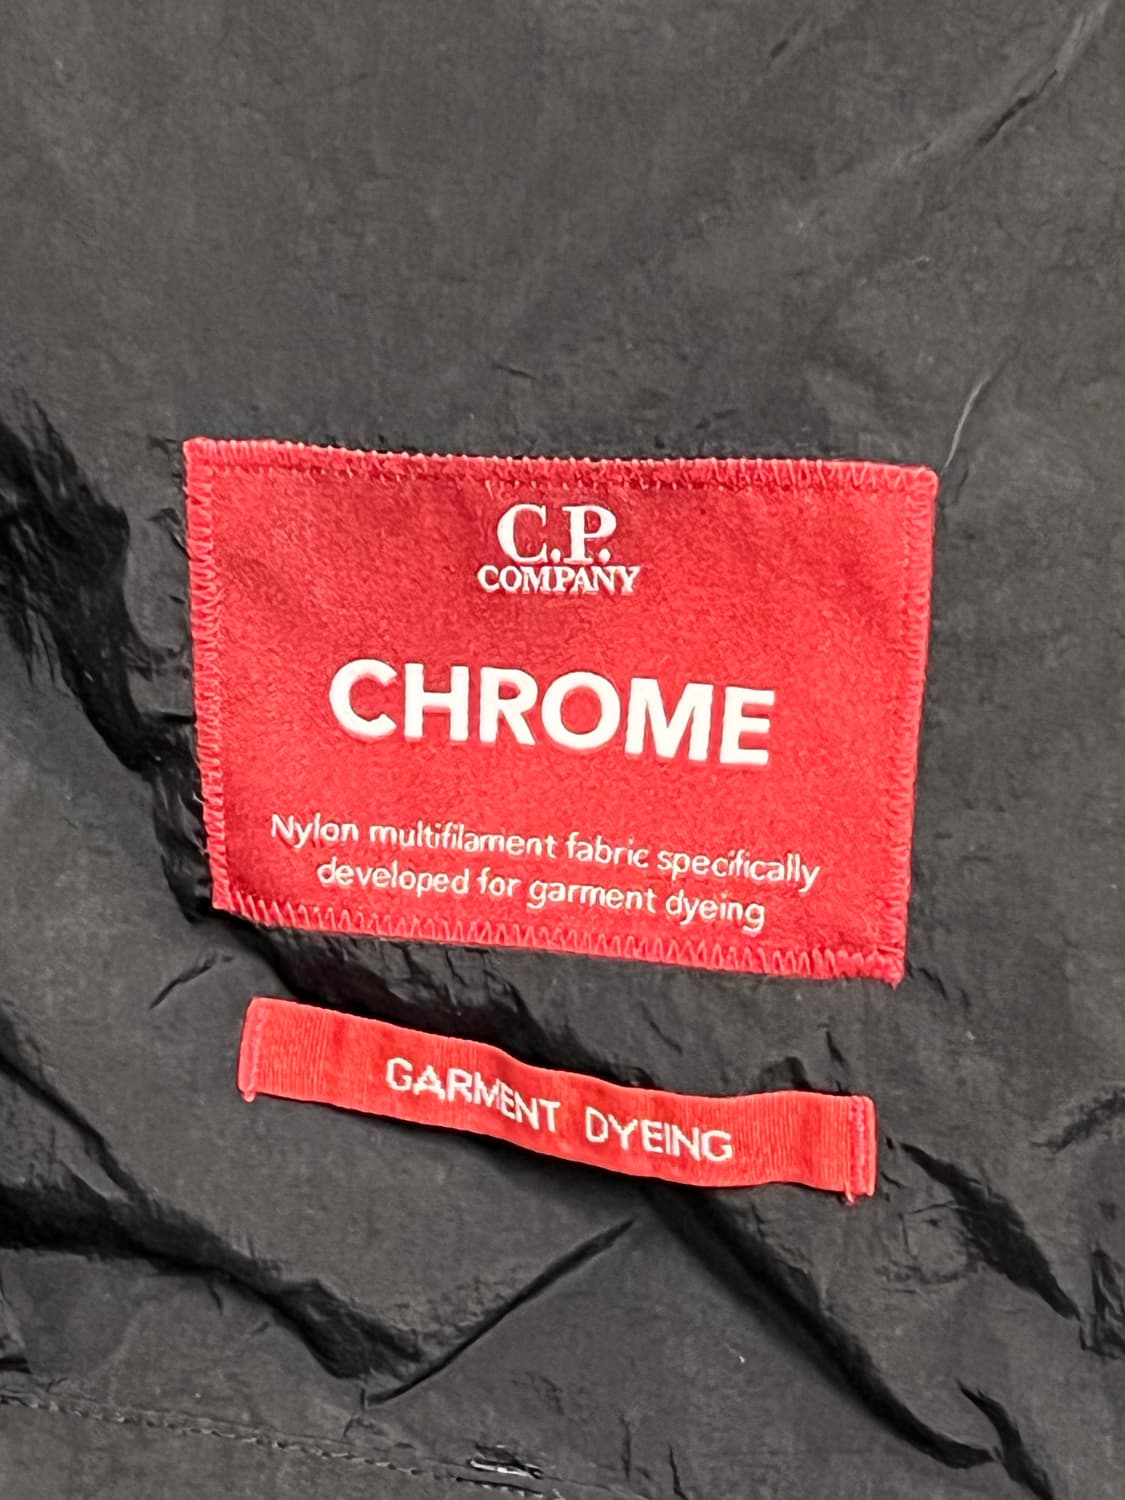 C.P.
COMPANY
CHROME
Nylon multifilament fabric specifically
developed for garment dyeing
GARMENT DYEING